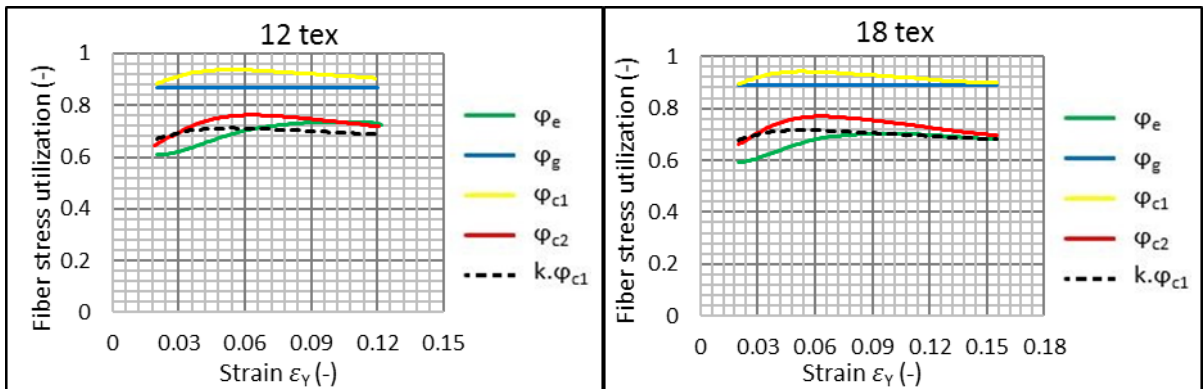 12 tex
Fiber stress utilization (-)
1
0.8
0.6
0.4
0.2
0
0 0.03 0.06 0.09 0.12 0.15
Strain εY (-)
φe
φg
φc1
φc2
k.φc1
18 tex
Fiber stress utilization (-)
1
0.8
0.6
0.4
0.2
0
0 0.03 0.06 0.09 0.12 0.15 0.18
Strain εY (-)
φe
φg
φc1
φc2
k.φc1